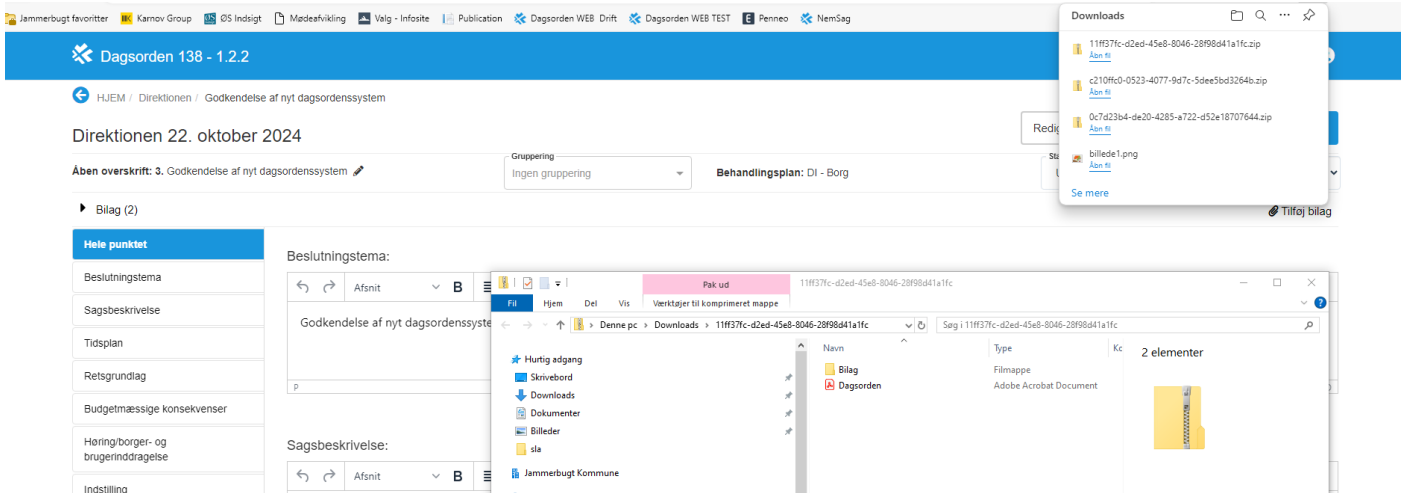 Jammerbugt favoritter Karnov Group ØS Indsigt Mødeafvikling Valg - Infosite Publication Dagsorden WEB Drift Dagsorden WEB TEST Penneo NemSag
Downloads
11ff37fc-d2ed-45e8-8046-28f98d41a1fc.zip
Åbn fil
c210ffc0-0523-4077-9d7c-5dee5bd3264b.zip
Åbn fil
0c7d23b4-de20-4285-a722-d52e18707644.zip
Åbn fil
billede1.png
Åbn fil
Se mere
Dagsorden 138 - 1.2.2
HJEM / Direktionen / Godkendelse af nyt dagsordenssystem
Direktionen 22. oktober 2024
Åben overskrift: 3. Godkendelse af nyt dagsordenssystem
Gruppering
Ingen gruppering
Behandlingsplan: DI - Borg
Bilag (2)
Tilføj bilag
Hele punktet
Beslutningstema
Sagsbeskrivelse
Tidsplan
Retsgrundlag
Budgetmæssige konsekvenser
Høring/borger- og
brugerinddragelse
Indstilling
Beslutningstema:
Afsnit B
Godkendelse af nyt dagsordenssyste
P
Sagsbeskrivelse:
Afsnit B
Pak ud
11ff37fc-d2ed-45e8-8046-28f98d41a1fc
Fil Hjem Del Vis Værktøjer til komprimeret mappe
Denne pc > Downloads > 11ff37fc-d2ed-45e8-8046-28f98d41a1fc
Søg i 11ff37fc-d2ed-45e8-8046-28f98d41a1fc
Hurtig adgang
Skrivebord
Downloads
Dokumenter
Billeder
sla
Jammerbugt Kommune
Navn Type
Bilag Filmappe
Dagsorden Adobe Acrobat Document
2 elementer